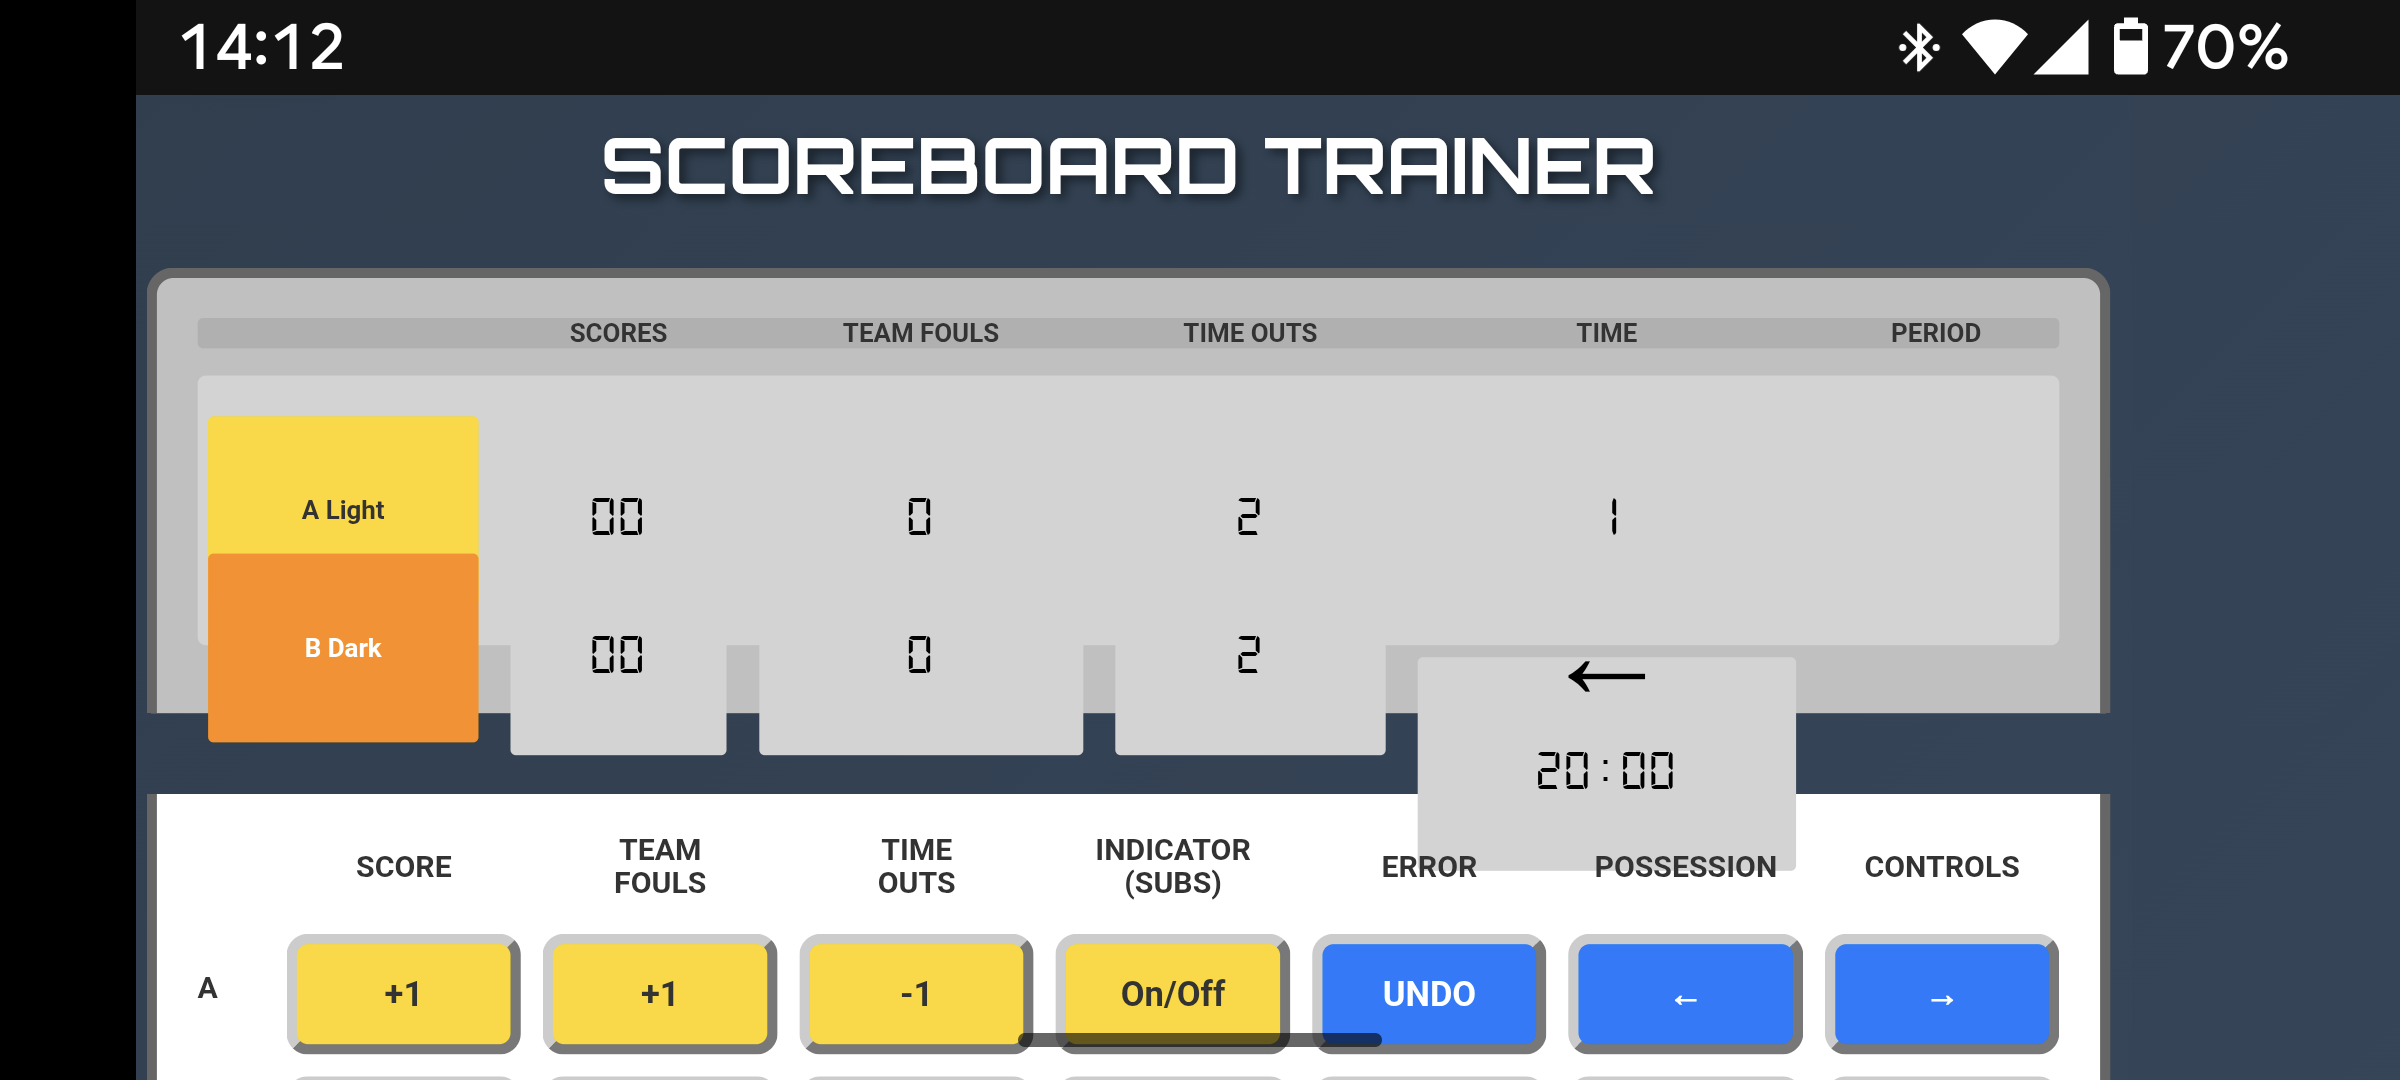 14:12 70%
SCOREBOARD TRAINER
SCORES TEAM FOULS TIME OUTS TIME PERIOD
A Light 00 0 2 1
B Dark 00 0 2 ←
20:00
SCORE TEAM FOULS TIME OUTS INDICATOR (SUBS) ERROR POSSESSION CONTROLS
A +1 +1 -1 On/Off UNDO ← →